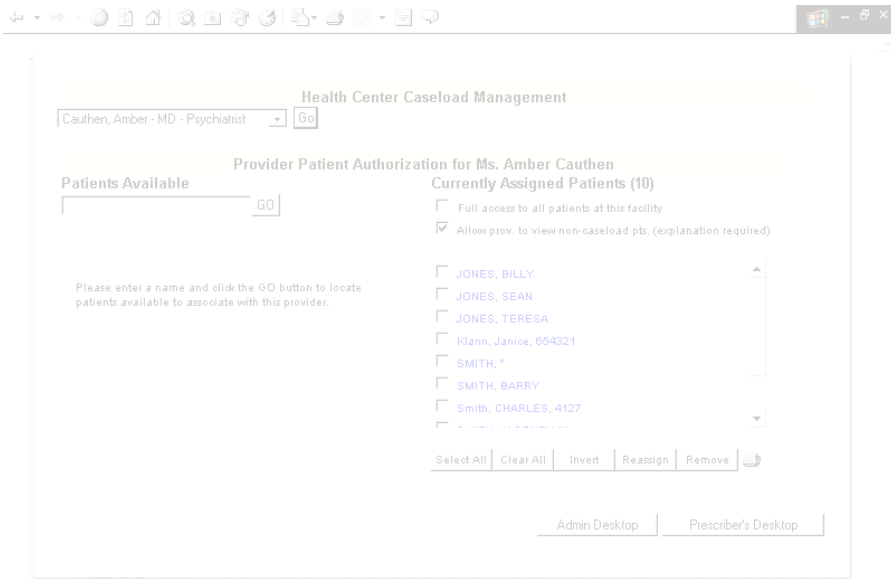 Health Center Caseload Management
Cauthen, Amber - MD - Psychiatrist Go
Provider Patient Authorization for Ms. Amber Cauthen
Patients Available
GO
Please enter a name and click the GO button to locate
patients available to associate with this provider.
Currently Assigned Patients (10)
Full access to all patients at this facility
Allow prov. to view non-caseload pts. (explanation required)
JONES, BILLY
JONES, SEAN
JONES, TERESA
Klann, Janice, 654321
SMITH, *
SMITH, BARRY
Smith, CHARLES, 4127
Select All Clear All Invert Reassign Remove
Admin Desktop Prescriber's Desktop